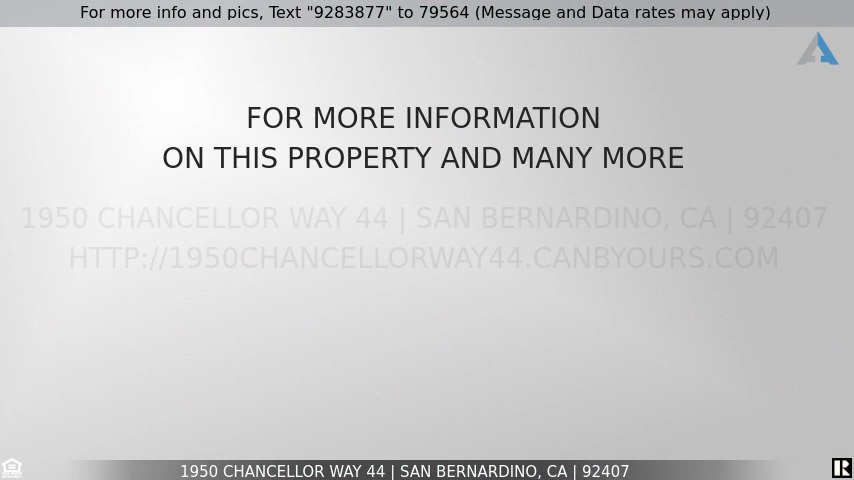 For more info and pics, Text "9283877" to 79564 (Message and Data rates may apply)
FOR MORE INFORMATION
ON THIS PROPERTY AND MANY MORE
1950 CHANCELLOR WAY 44 | SAN BERNARDINO, CA | 92407
HTTP://1950CHANCELLORWAY44.CANBYOURS.COM
1950 CHANCELLOR WAY 44 | SAN BERNARDINO, CA | 92407